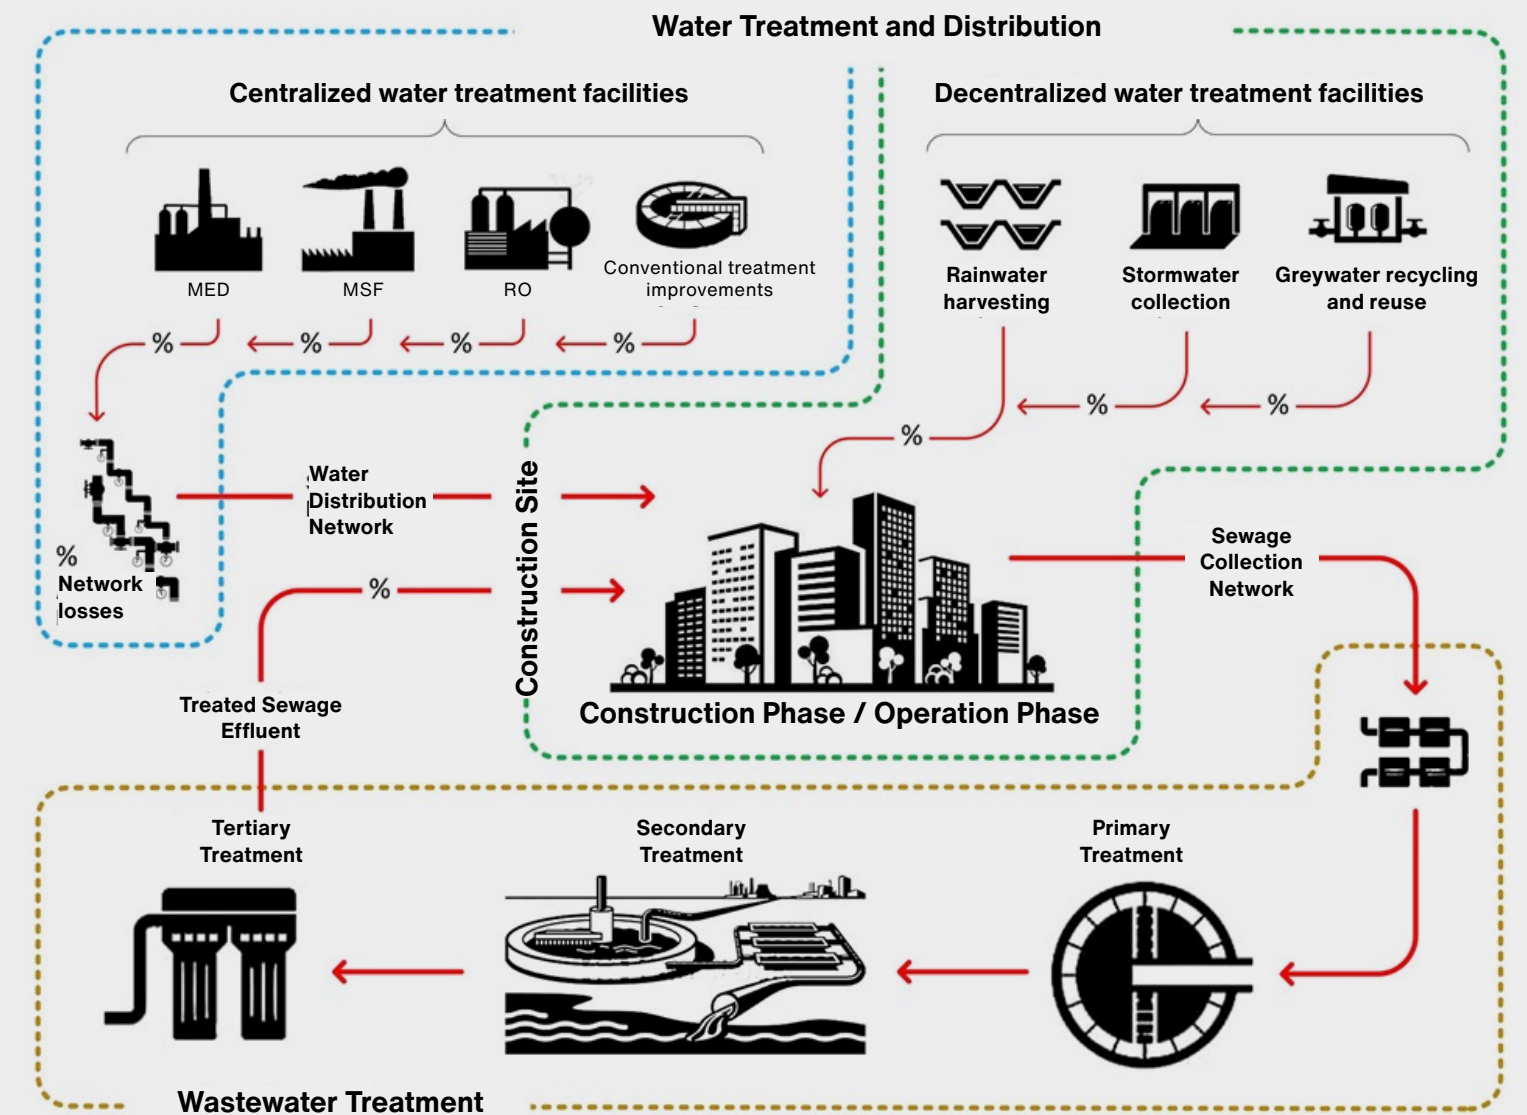 Water Treatment and Distribution
Centralized water treatment facilities
Decentralized water treatment facilities
MED
MSF
RO
Conventional treatment
improvements
Rainwater
harvesting
Stormwater
collection
Greywater recycling
and reuse
%
%
%
%
%
%
%
Water
Distribution
Network
%
Network
losses
Construction Site
%
Sewage
Collection
Network
Treated Sewage
Effluent
Construction Phase / Operation Phase
Tertiary
Treatment
Secondary
Treatment
Primary
Treatment
Wastewater Treatment